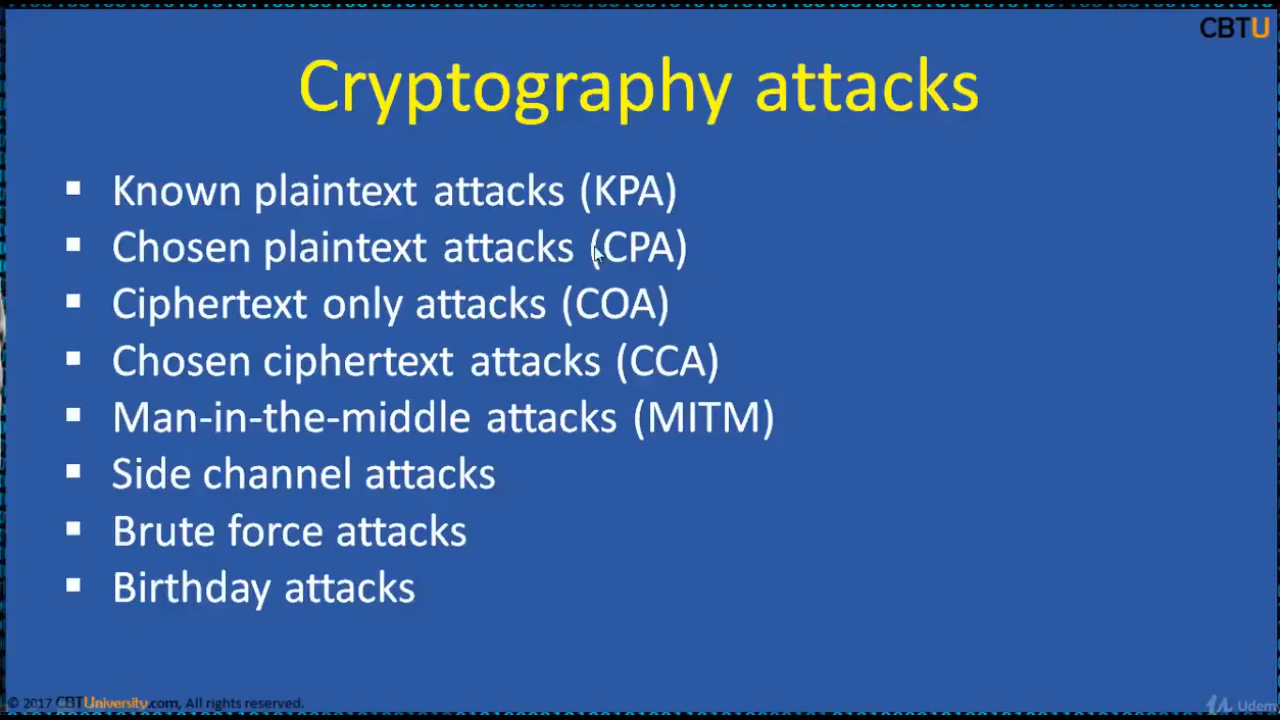 CBTU
Cryptography attacks
▪ Known plaintext attacks (KPA)
▪ Chosen plaintext attacks (CPA)
▪ Ciphertext only attacks (COA)
▪ Chosen ciphertext attacks (CCA)
▪ Man-in-the-middle attacks (MITM)
▪ Side channel attacks
▪ Brute force attacks
▪ Birthday attacks
© 2017 CBTUniversity.com, All rights reserved.